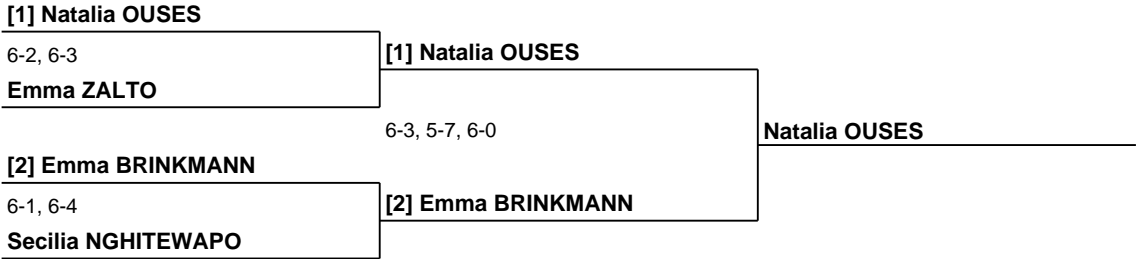 [1] Natalia OUSES
6-2, 6-3
[1] Natalia OUSES
Emma ZALTO
6-3, 5-7, 6-0
Natalia OUSES
[2] Emma BRINKMANN
6-1, 6-4
[2] Emma BRINKMANN
Secilia NGHITEWAPO